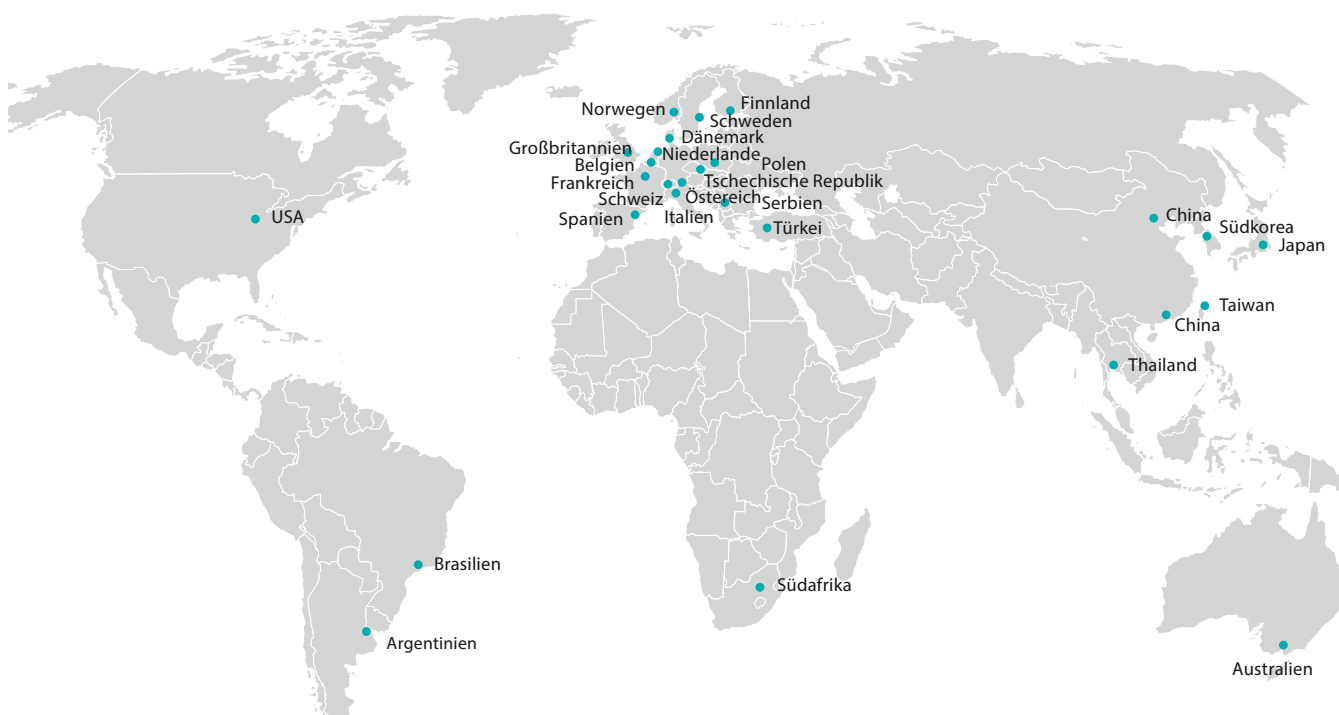 Norwegen
Finnland
Schweden
Dänemark
Großbritannien
Niederlande
Belgien
Polen
Frankreich
Tschechische Republik
Schweiz
Östereich
Serbien
Spanien
Italien
Türkei
USA
China
Südkorea
Japan
Taiwan
China
Thailand
Brasilien
Südafrika
Argentinien
Australien